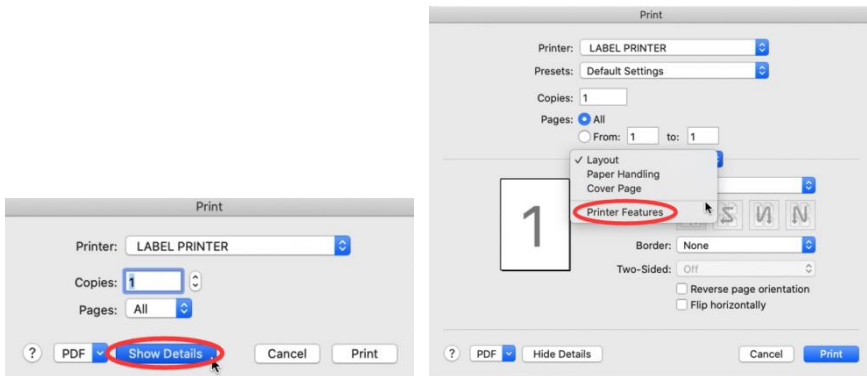 Print
Printer: LABEL PRINTER
Copies: 1
Pages: All
? PDF Show Details Cancel Print
Print
Printer: LABEL PRINTER
Presets: Default Settings
Copies: 1
Pages: All
From: 1 to: 1
✓ Layout
Paper Handling
Cover Page
Printer Features
1
Border: None
Two-Sided: Off
Reverse page orientation
Flip horizontally
? PDF Hide Details Cancel Print